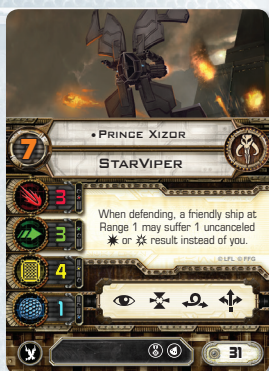 7
•PRINCE XIZOR
STARVIPER
3
3
4
1
When defending, a friendly ship at
Range 1 may suffer 1 uncanceled
or result instead of you.
©LFL ©FFG
31